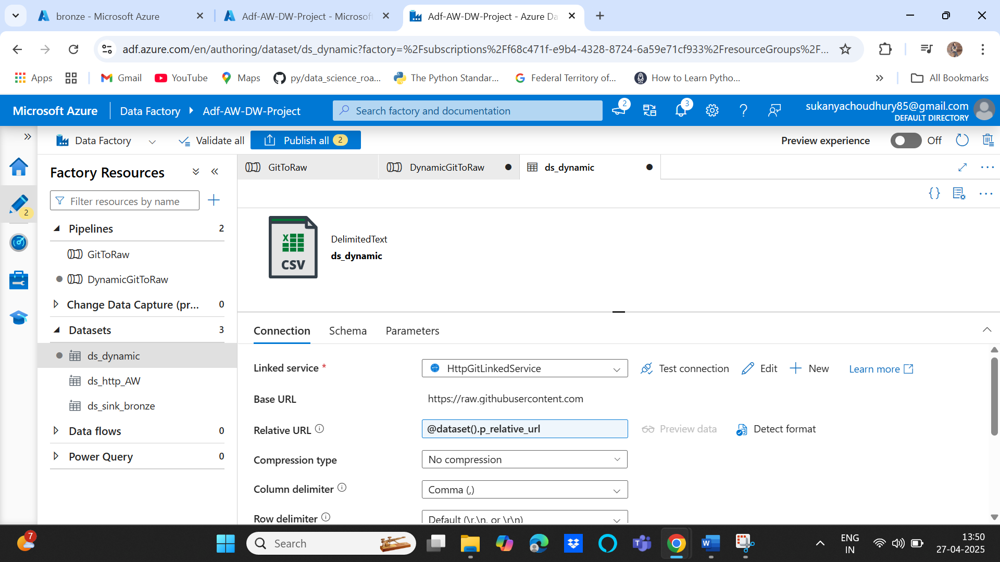 bronze - Microsoft Azure
Adf-AW-DW-Project - Microsof
Adf-AW-DW-Project - Azure Da
adf.azure.com/en/authoring/dataset/ds_dynamic?factory=%2Fsubscriptions%2Ff68c471f-e9b4-4328-8724-6a59e71cf933%2FresourceGroups%2F...
Apps
Gmail
YouTube
Maps
py/data_science_roa...
The Python Standar...
Federal Territory of...
How to Learn Pytho...
All Bookmarks
Microsoft Azure
Data Factory
Adf-AW-DW-Project
Search factory and documentation
2
3
sukanyachoudhury85@gmail.com
DEFAULT DIRECTORY
Data Factory
Validate all
Publish all 2
Preview experience
Off
2
Factory Resources
Filter resources by name
Pipelines 2
GitToRaw
DynamicGitToRaw
Change Data Capture (pr... 0
Datasets 3
ds_dynamic
ds_http_AW
ds_sink_bronze
Data flows 0
Power Query 0
GitToRaw
DynamicGitToRaw
ds_dynamic
{}
X
CSV
DelimitedText
ds_dynamic
Connection
Schema
Parameters
Linked service *
HTTP
HttpGitLinkedService
Test connection
Edit
New
Learn more
Base URL
https://raw.githubusercontent.com
Relative URL
@dataset().p_relative_url
Preview data
Detect format
Compression type
No compression
Column delimiter
Comma (,)
Row delimiter
Default (\r,\n, or \r\n)
7
Search
T
W
ENG
IN
13:50
27-04-2025